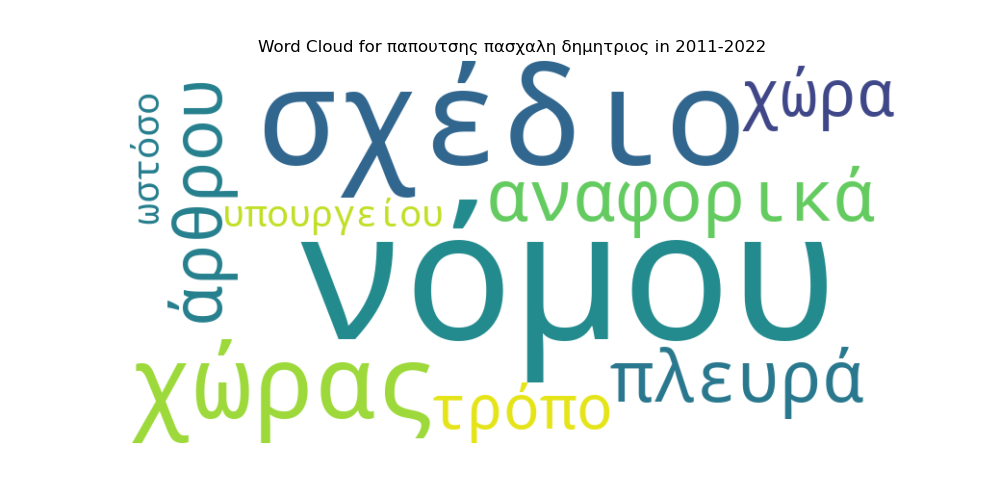 Word Cloud for παπουτσης πασχαλη δημητριος in 2011-2022
σχέδιο
χώρα
ωστόσο
άρθρου
αναφορικά
υπουργείου
νόμου
χώρας
πλευρά
τρόπο